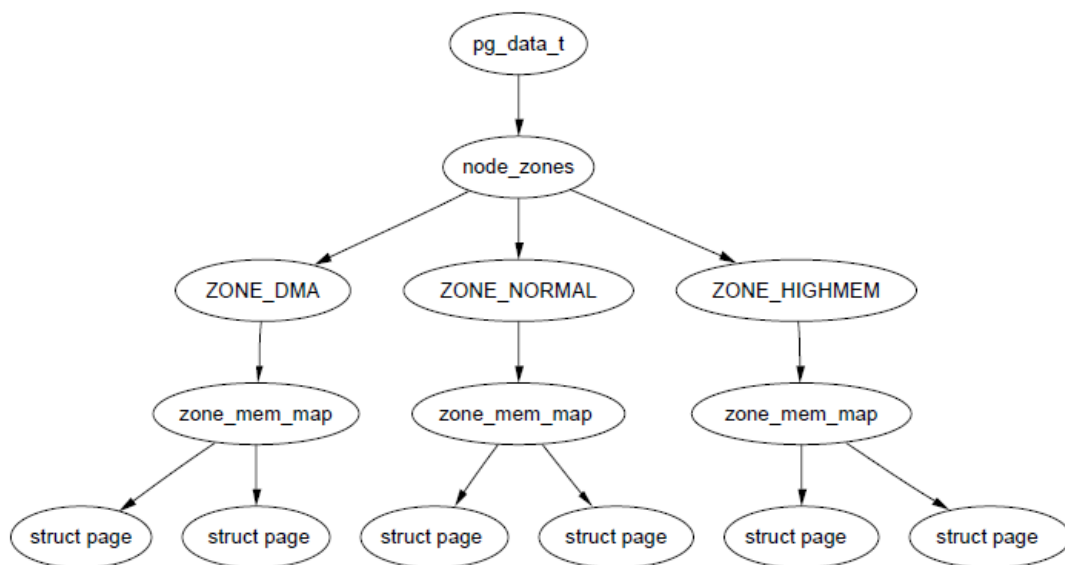 pg_data_t
node_zones
ZONE_DMA
ZONE_NORMAL
ZONE_HIGHMEM
zone_mem_map
zone_mem_map
zone_mem_map
struct page
struct page
struct page
struct page
struct page
struct page